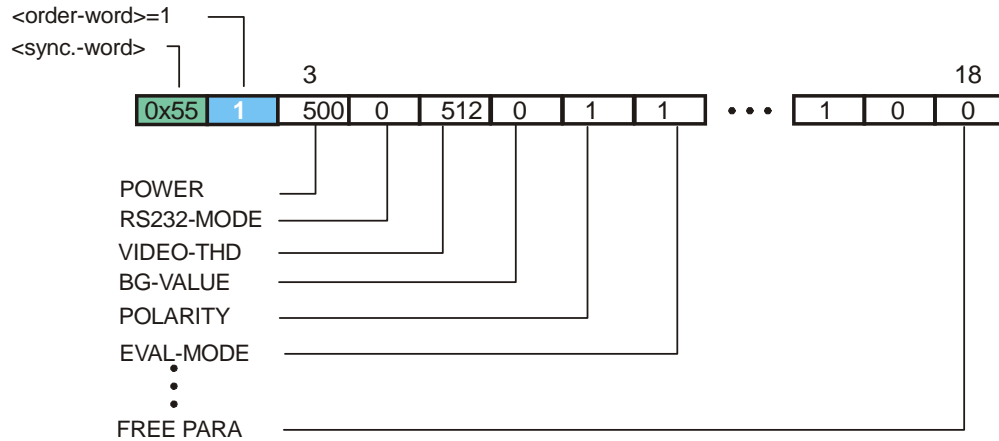 <order-word>=1
<sync.-word>
3 18
0x55 1 500 0 512 0 1 1 ••• 1 0 0
POWER
RS232-MODE
VIDEO-THD
BG-VALUE
POLARITY
EVAL-MODE
FREE PARA